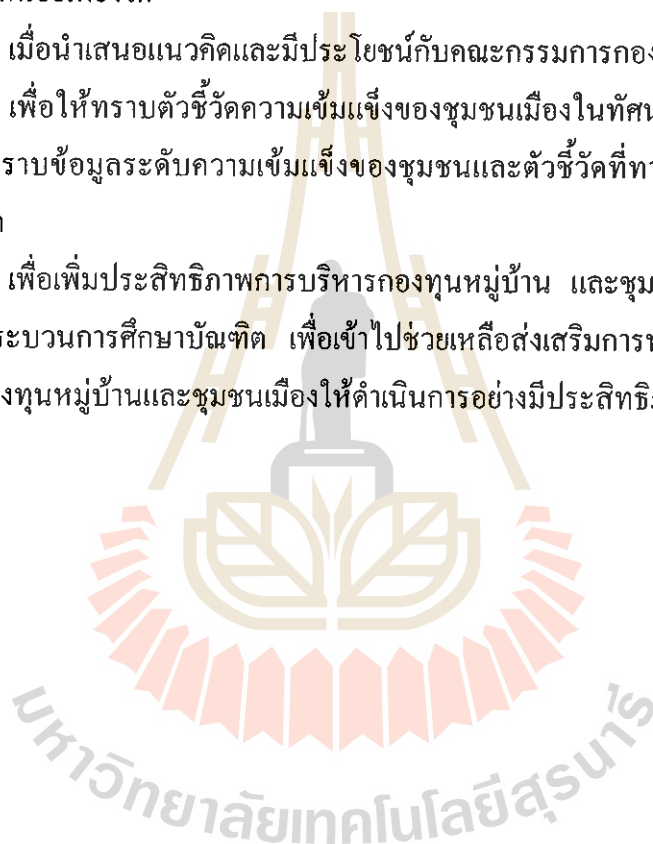 เมื่อนำเสนอแนวคิดและมีประโยชน์กับคณะกรรมการกอง
เพื่อให้ทราบตัวชี้วัดความเข้มแข็งของชุมชนเมืองในทัศน
ราบข้อมูลระดับความเข้มแข็งของชุมชนและตัวชี้วัดที่ทา
เพื่อเพิ่มประสิทธิภาพการบริหารกองทุนหมู่บ้าน และชุม
ระบวนการศึกษาบัณฑิต เพื่อเข้าไปช่วยเหลือส่งเสริมการ
งทุนหมู่บ้านและชุมชนเมืองให้ดำเนินการอย่างมีประสิทธิ
มหาวิทยาลัยเทคโนโลยีสุรนารี